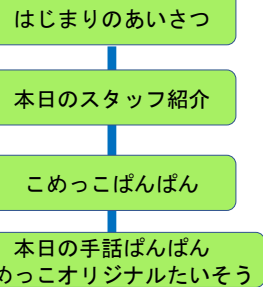 はじまりのあいさつ
本日のスタッフ紹介
こめっこぱんぱん
本日の手話ぱんぱん
めっこオリジナルたいそう